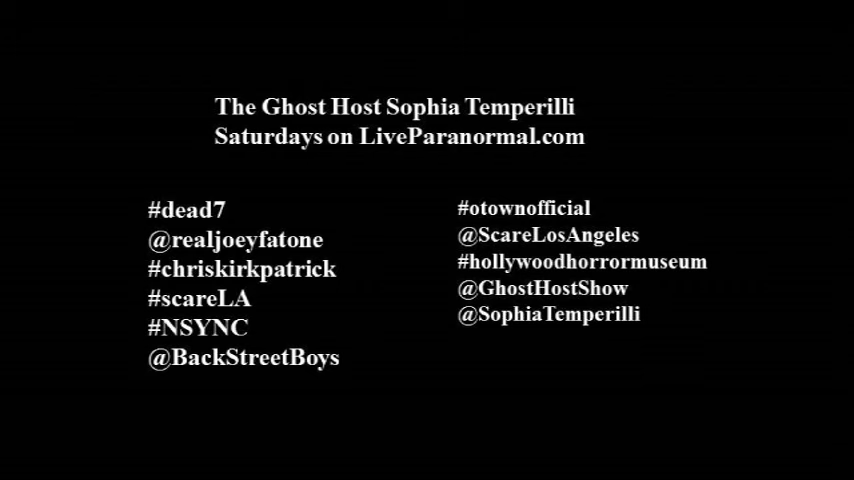 The Ghost Host Sophia Temperilli
Saturdays on LiveParanormal.com
#dead7
@realjoeyfatone
#chriskirkpatrick
#scareLA
#NSYNC
@BackStreetBoys
#otownofficial
@ScareLosAngeles
#hollywoodhorrormuseum
@GhostHostShow
@SophiaTemperilli